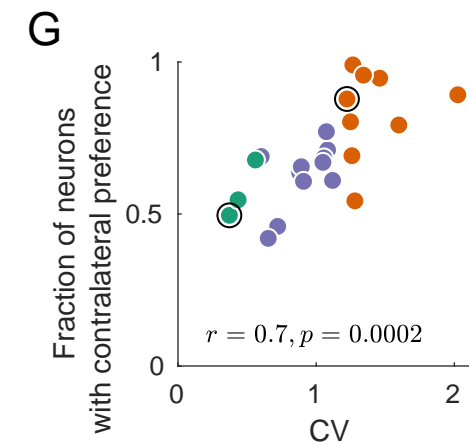 G
Fraction of neurons
with contralateral preference
1
0.5
0
r = 0.7, p = 0.0002
0
1
2
CV